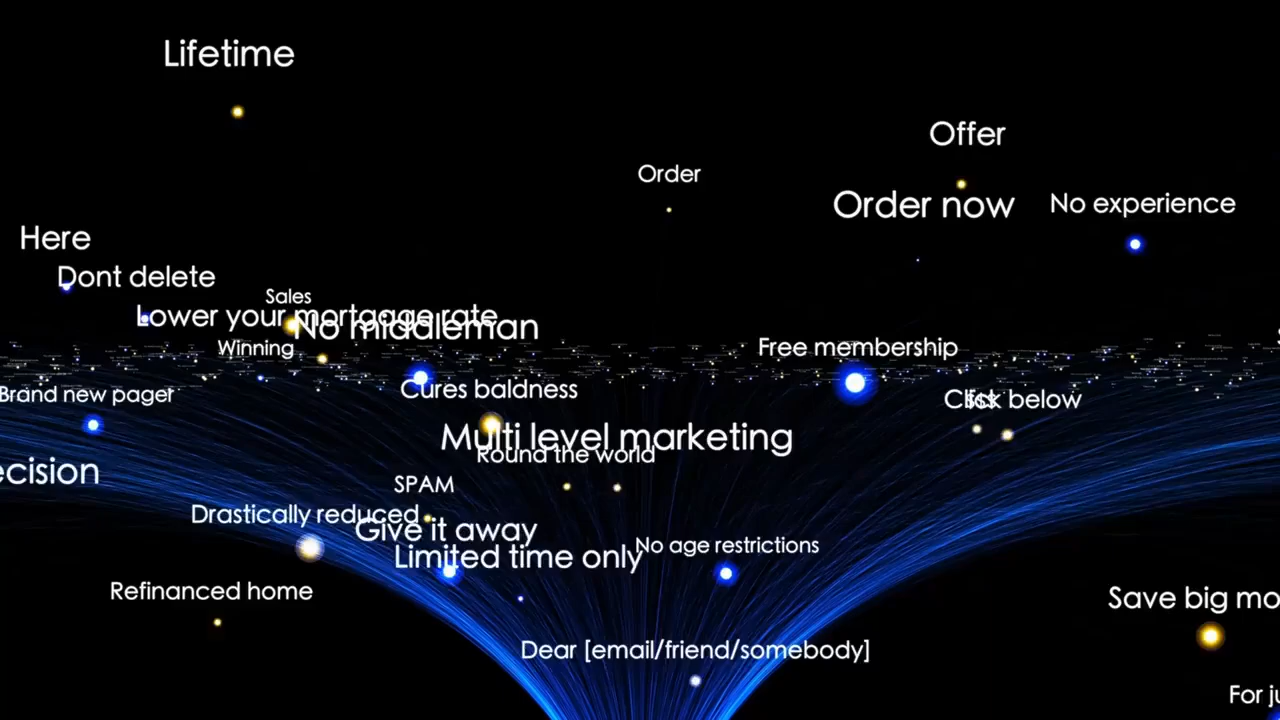 Lifetime
Offer
Order
Order now
No experience
Here
Dont delete
Sales
Lower your mortgage rate
No middleman
Winning
Free membership
Cures baldness
Brand new pager
Click below
Multi level marketing
Round the world
ecision
SPAM
Drastically reduced
Give it away
No age restrictions
Limited time only
Refinanced home
Save big mo
Dear [email/friend/somebody]
For ju